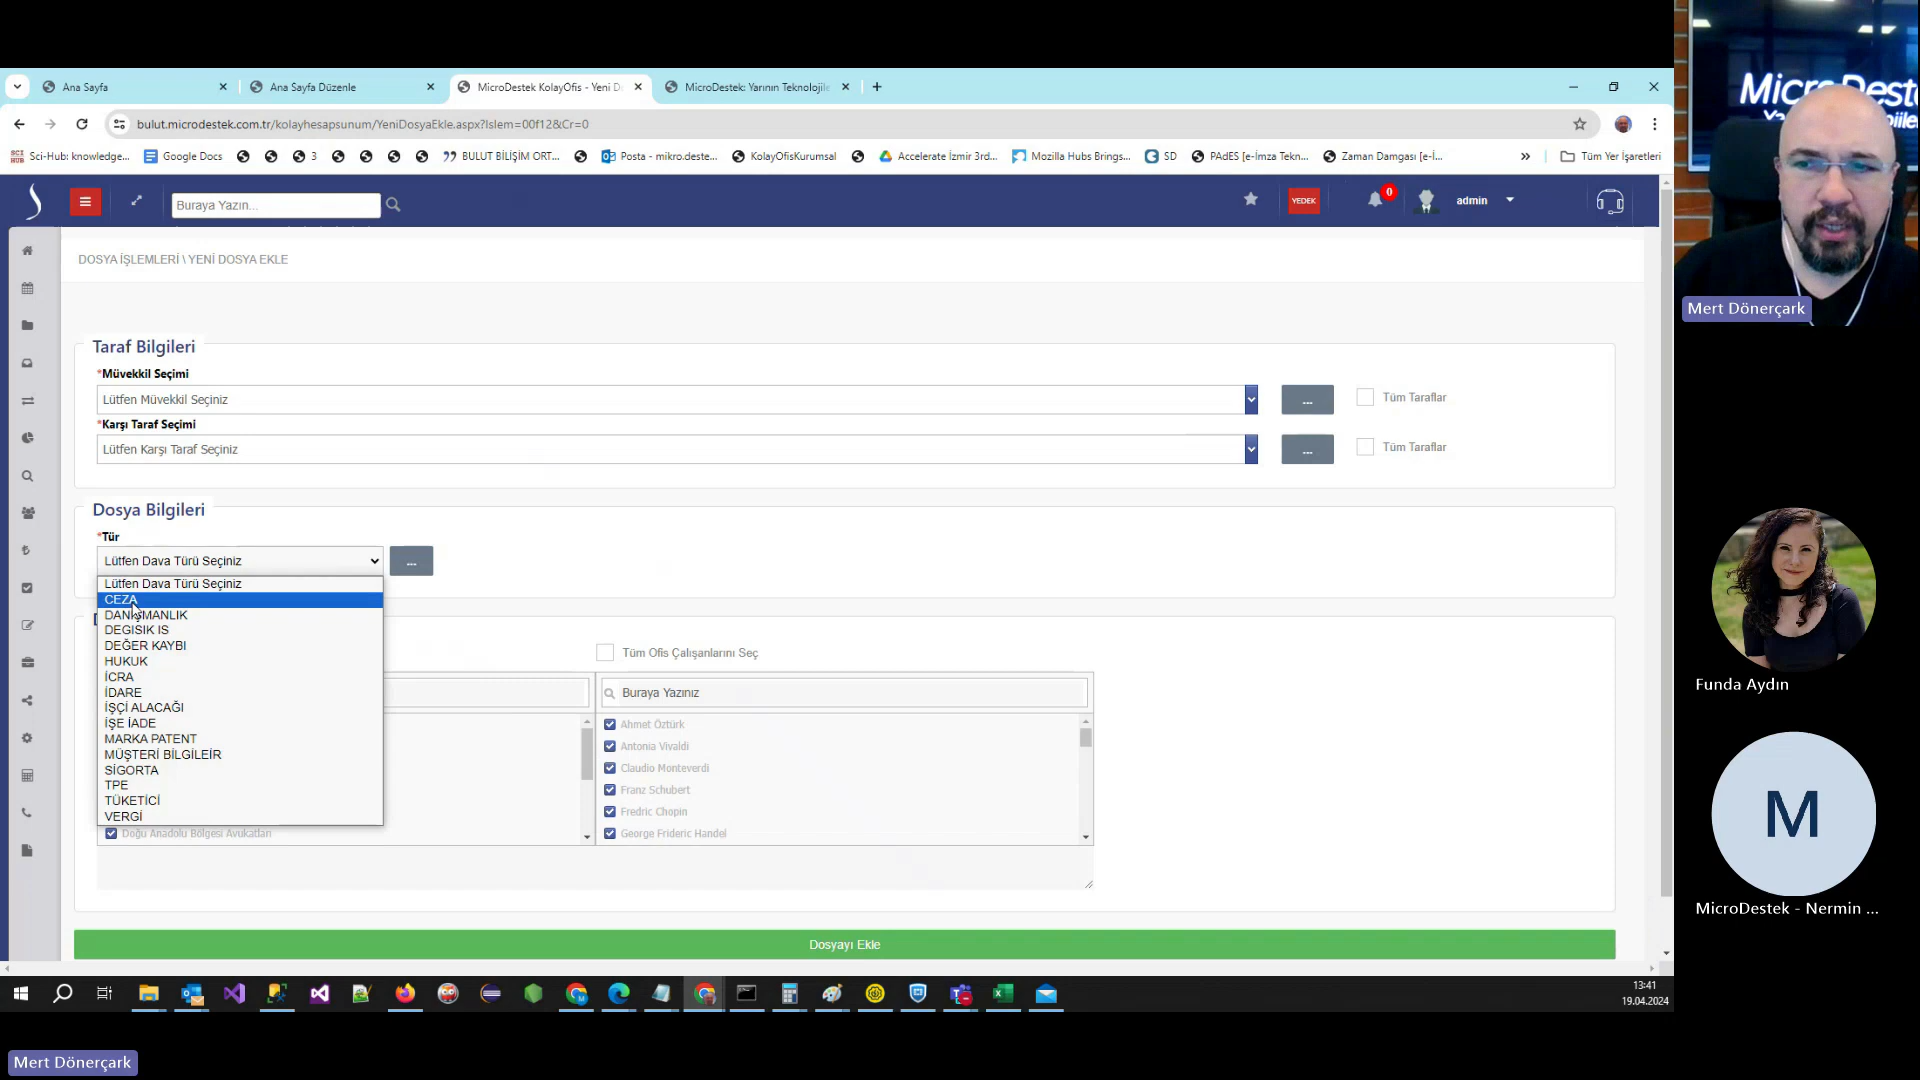 Ana Sayfa
Ana Sayfa Düzenle
MicroDestek KolayOfis - Yeni D
MicroDestek: Yarının Teknolojile
bulut.microdestek.com.tr/kolayhesapsunum/YeniDosyaEkle.aspx?Islem=00f12&Cr=0
Sci-Hub: knowledge...
Google Docs
3
BULUT BİLİŞİM ORT...
Posta - mikro.deste...
KolayOfisKurumsal
Accelerate İzmir 3rd...
Mozilla Hubs Brings...
SD
PAdES [e-İmza Tekn...
Zaman Damgası [e-İ...
»
Tüm Yer İşaretleri
Buraya Yazın...
YEDEK
0
admin
DOSYA İŞLEMLERİ \ YENİ DOSYA EKLE
Taraf Bilgileri
*Müvekkil Seçimi
Lütfen Müvekkil Seçiniz
...
Tüm Taraflar
*Karşı Taraf Seçimi
Lütfen Karşı Taraf Seçiniz
...
Tüm Taraflar
Dosya Bilgileri
*Tür
Lütfen Dava Türü Seçiniz
...
Lütfen Dava Türü Seçiniz
CEZA
DANIŞMANLIK
DEGISIK IS
DEĞER KAYBI
HUKUK
İCRA
İDARE
İŞÇİ ALACAĞI
İŞE İADE
MARKA PATENT
MÜŞTERİ BİLGİLEİR
SİGORTA
TPE
TÜKETİCİ
VERGİ
Doğu Anadolu Bölgesi Avukatları
Tüm Ofis Çalışanlarını Seç
Buraya Yazınız
Ahmet Öztürk
Antonia Vivaldi
Claudio Monteverdi
Franz Schubert
Fredric Chopin
George Frideric Handel
Dosyayı Ekle
13:41
19.04.2024
Mert Dönerçark
Funda Aydın
M
MicroDestek - Nermin ...
Mert Dönerçark